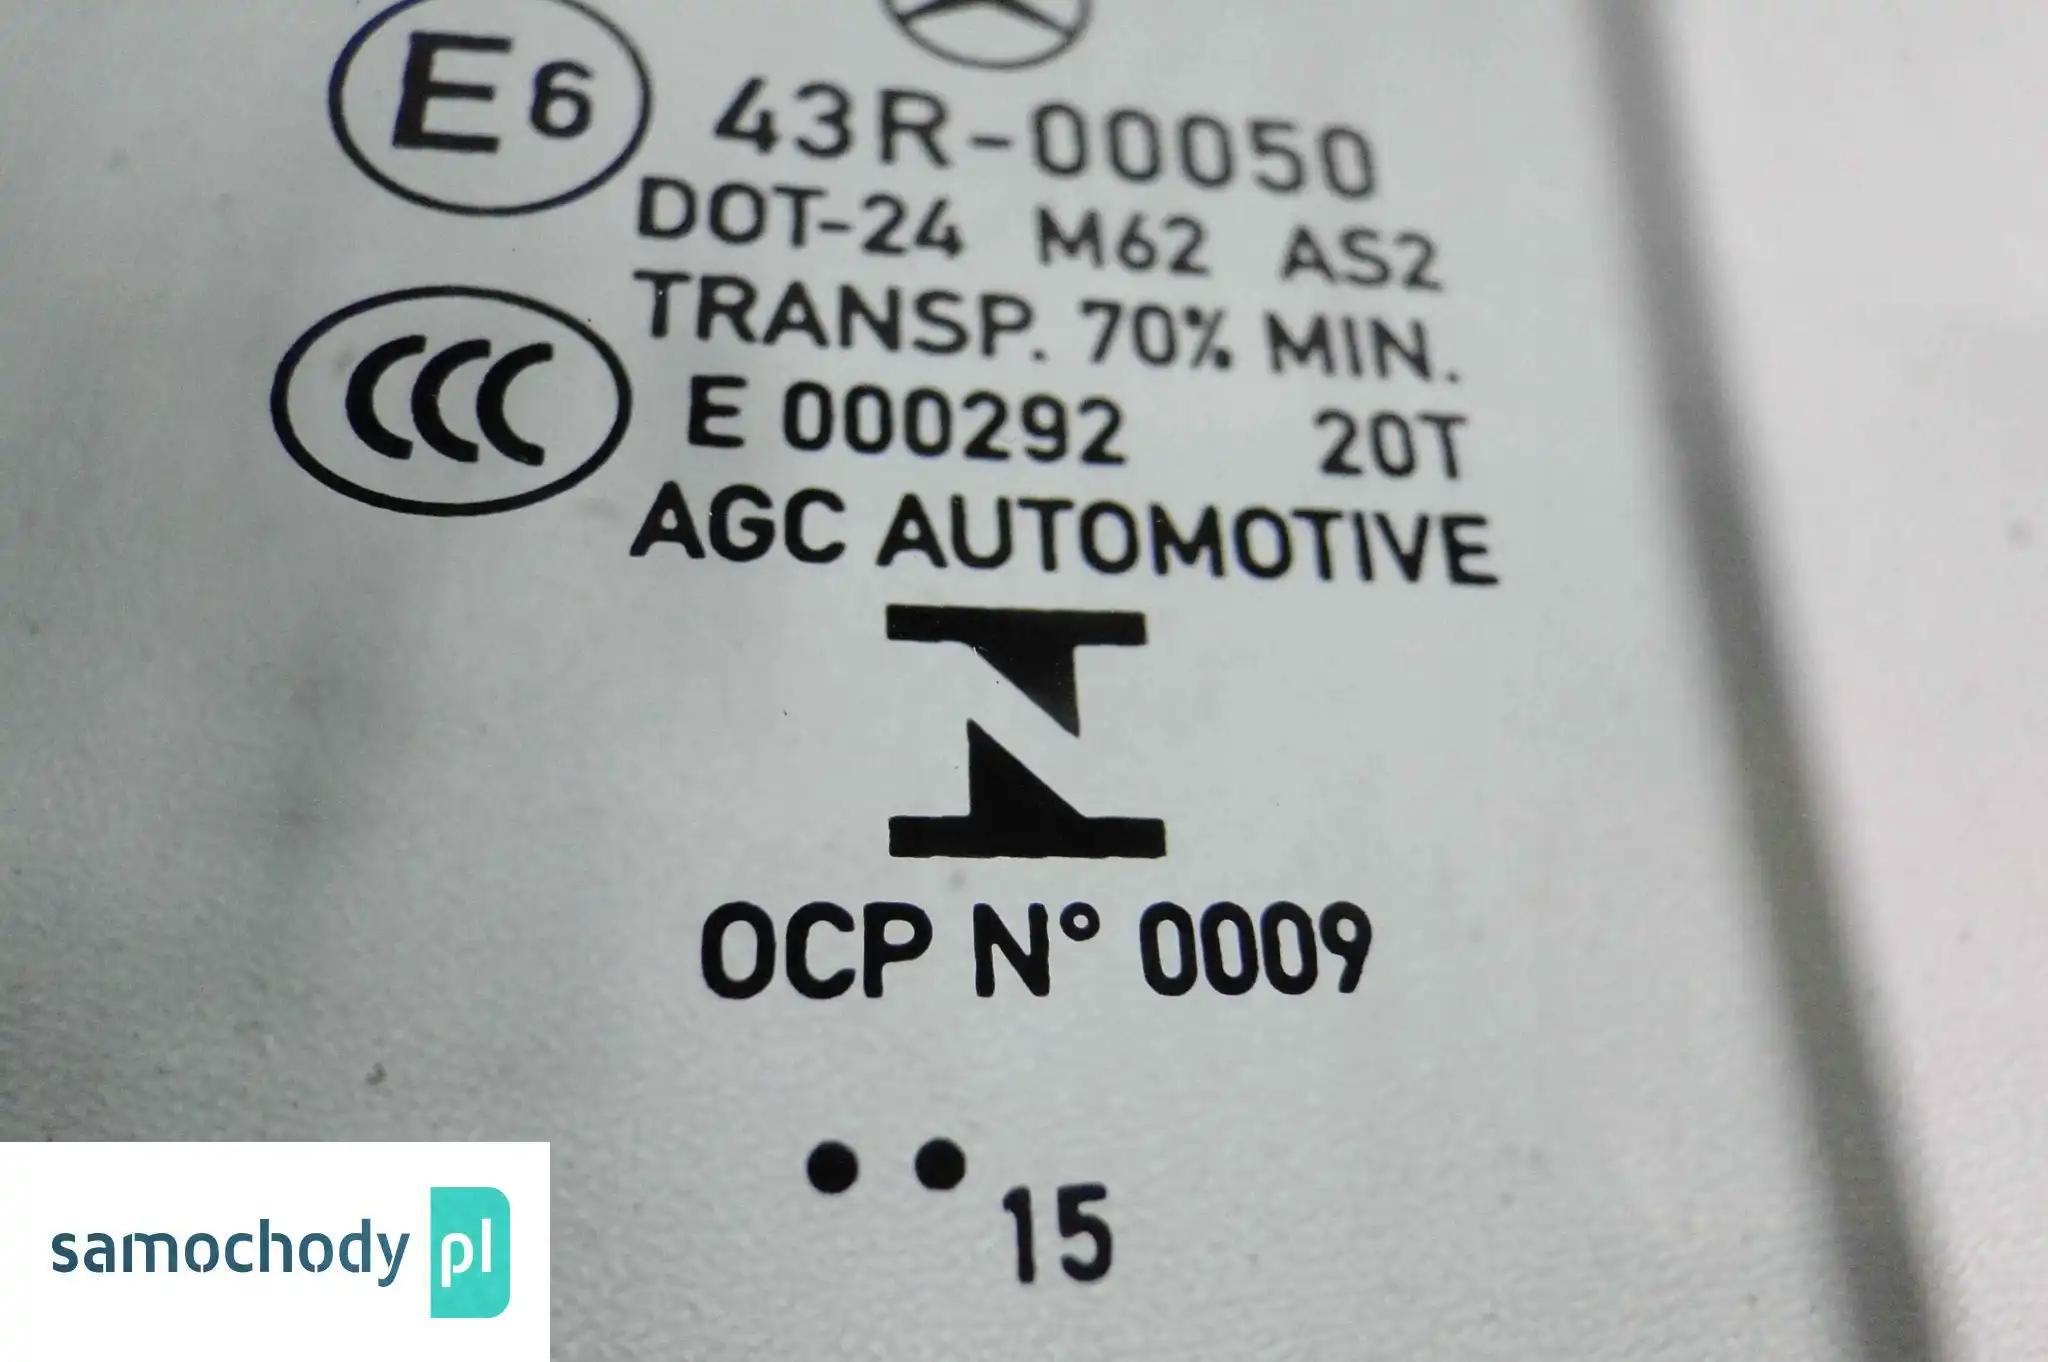 E6 43R-00050
DOT-24 M62 AS2
TRANSP. 70% MIN.
CCC E 000292 20T
AGC AUTOMOTIVE
OCP N° 0009
•• 15
samochody pl